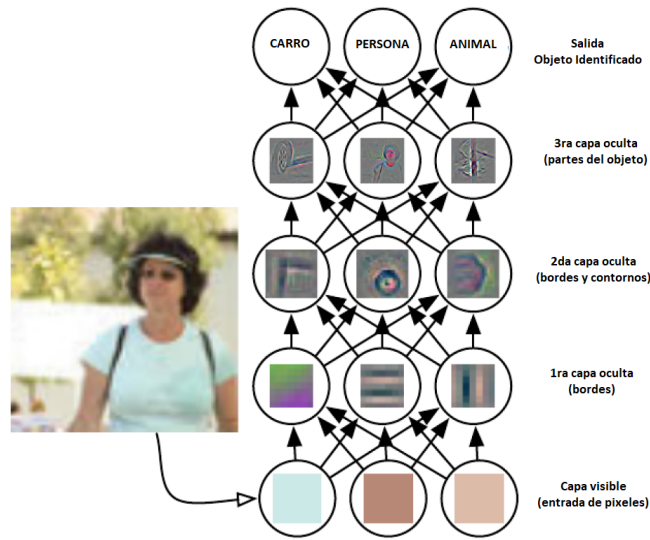 CARRO PERSONA ANIMAL
Salida
Objeto Identificado
3ra capa oculta
(partes del objeto)
2da capa oculta
(bordes y contornos)
1ra capa oculta
(bordes)
Capa visible
(entrada de pixeles)